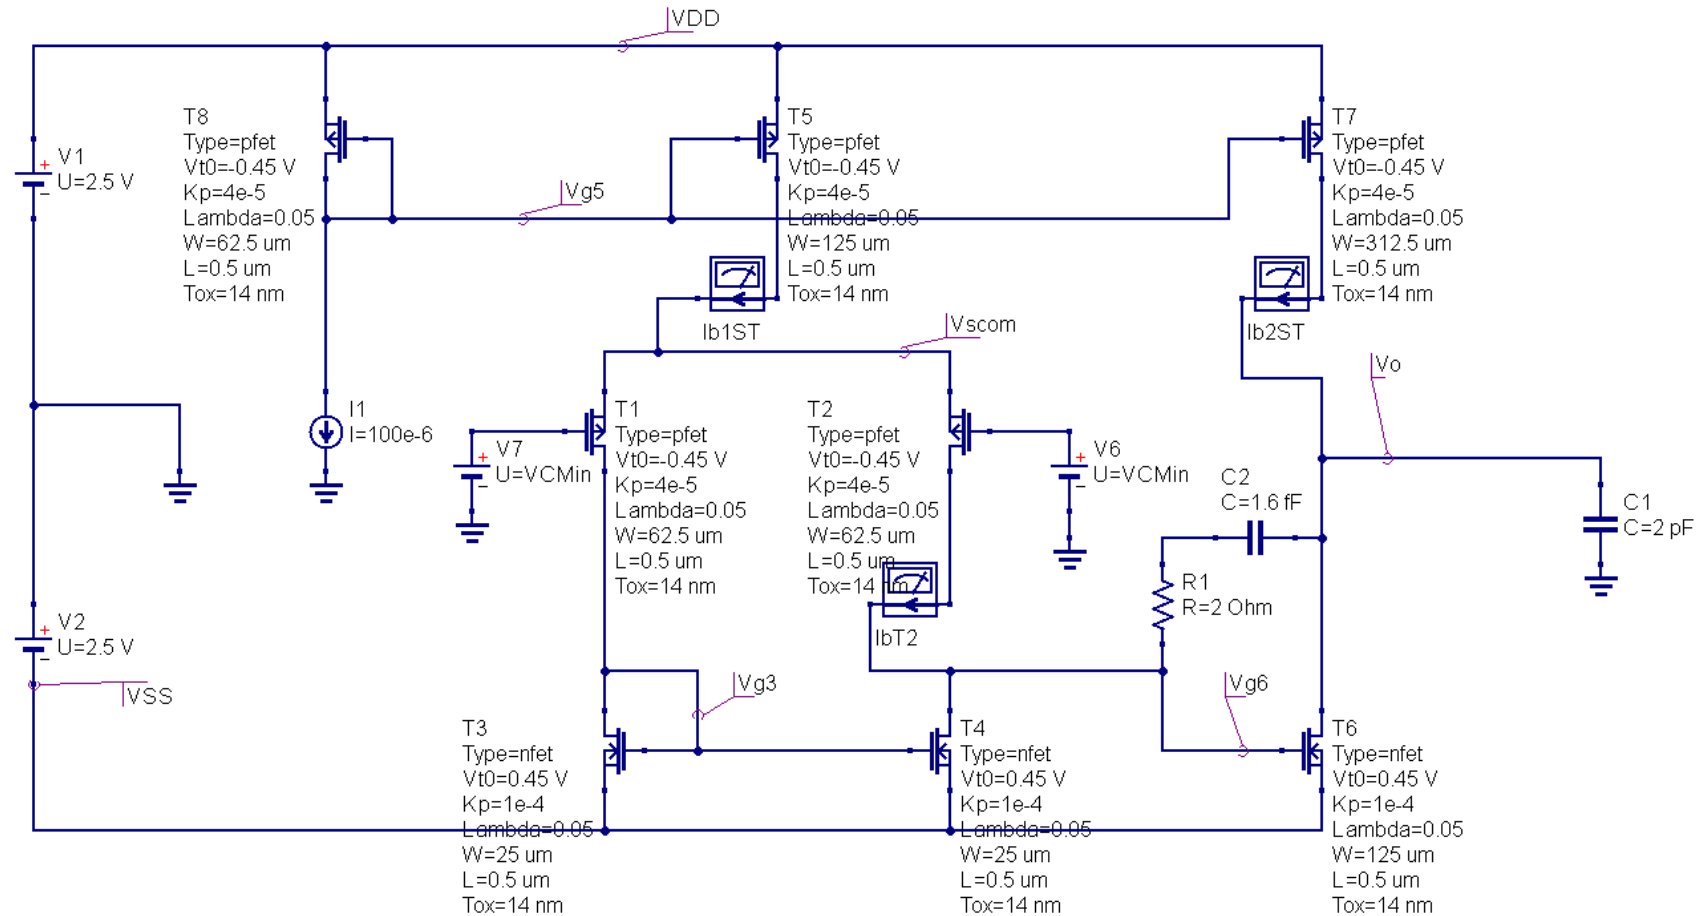 VDD
T8
Type=pfet
Vt0=-0.45 V
Kp=4e-5
Lambda=0.05
W=62.5 um
L=0.5 um
Tox=14 nm
T5
Type=pfet
Vt0=-0.45 V
Kp=4e-5
Lambda=0.05
W=125 um
L=0.5 um
Tox=14 nm
T7
Type=pfet
Vt0=-0.45 V
Kp=4e-5
Lambda=0.05
W=312.5 um
L=0.5 um
Tox=14 nm
V1
U=2.5 V
Vg5
Ib1ST
Ib2ST
Vscom
Vo
I1
I=100e-6
V7
U=VCMin
T1
Type=pfet
Vt0=-0.45 V
Kp=4e-5
Lambda=0.05
W=62.5 um
L=0.5 um
Tox=14 nm
T2
Type=pfet
Vt0=-0.45 V
Kp=4e-5
Lambda=0.05
W=62.5 um
L=0.5 um
Tox=14 nm
V6
U=VCMin
C2
C=1.6 fF
C1
C=2 pF
R1
R=2 Ohm
IbT2
V2
U=2.5 V
VSS
Vg3
Vg6
T3
Type=nfet
Vt0=0.45 V
Kp=1e-4
Lambda=0.05
W=25 um
L=0.5 um
Tox=14 nm
T4
Type=nfet
Vt0=0.45 V
Kp=1e-4
Lambda=0.05
W=25 um
L=0.5 um
Tox=14 nm
T6
Type=nfet
Vt0=0.45 V
Kp=1e-4
Lambda=0.05
W=125 um
L=0.5 um
Tox=14 nm